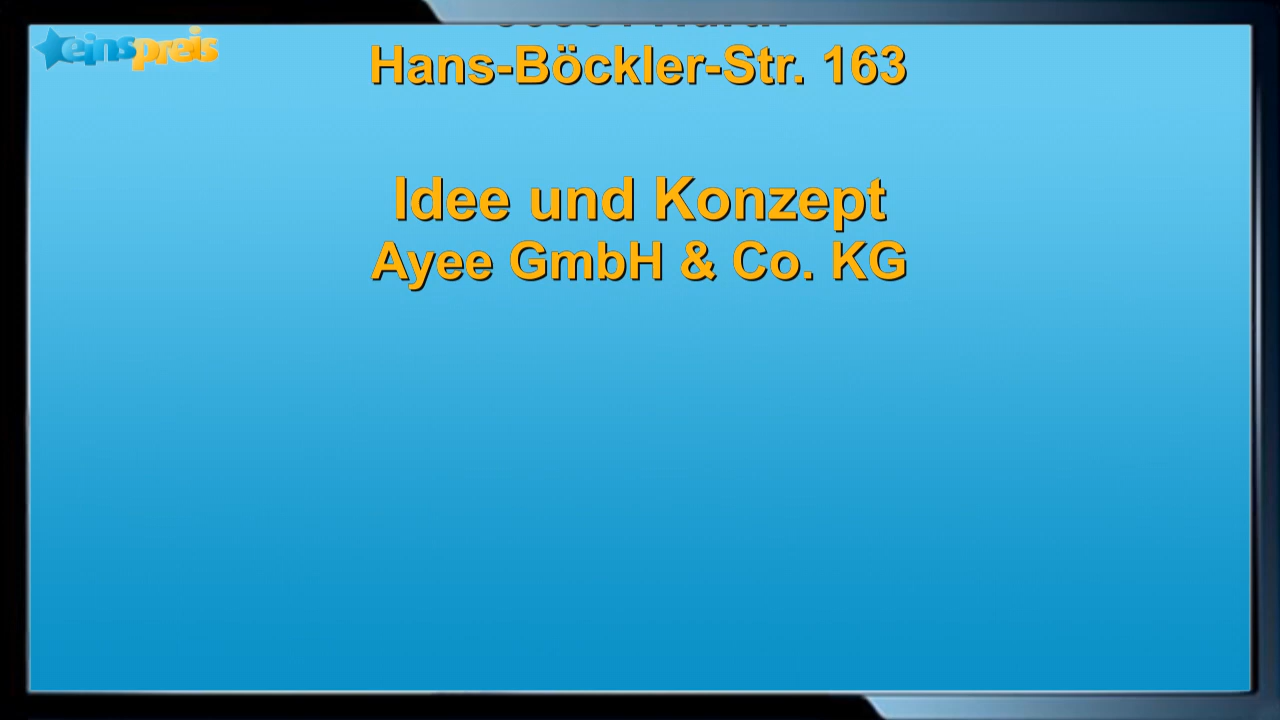 einspreis
Hans-Böckler-Str. 163
Idee und Konzept
Ayee GmbH & Co. KG